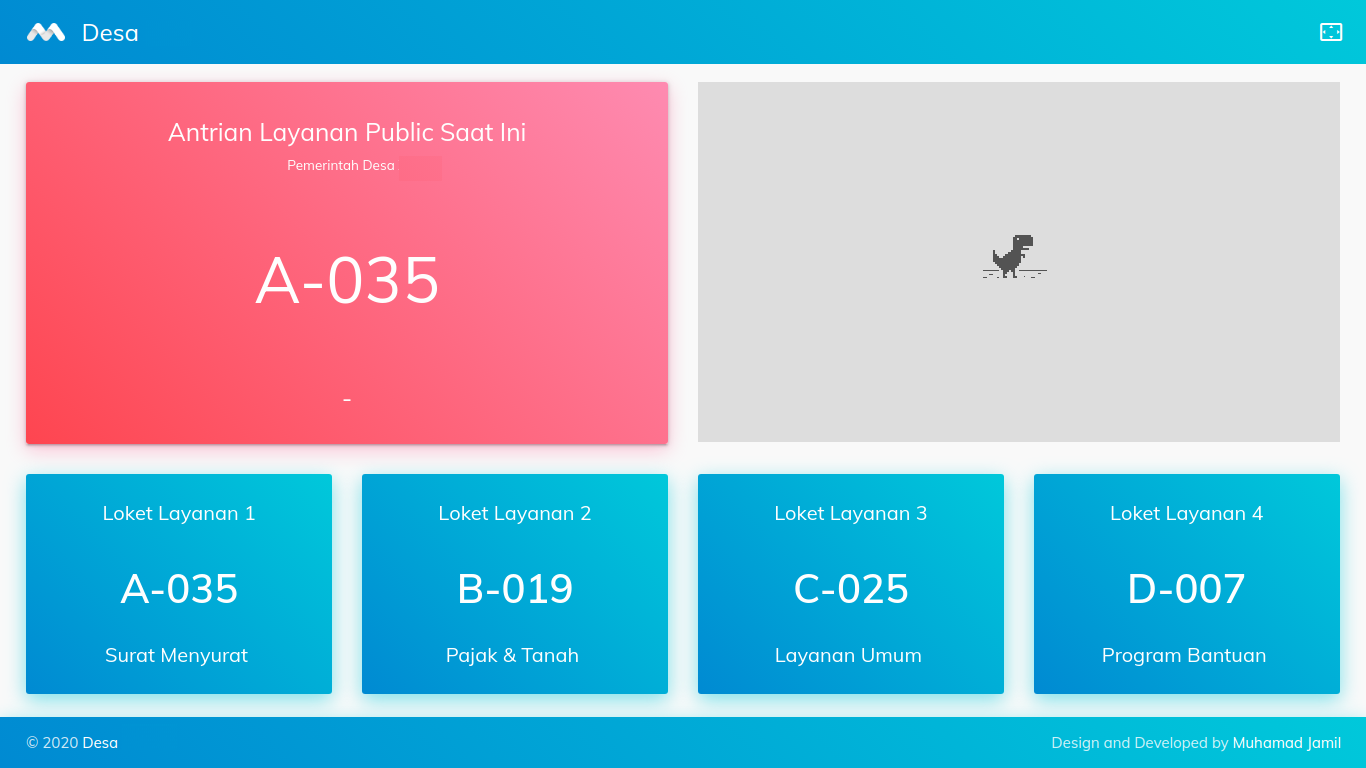 Desa
Antrian Layanan Public Saat Ini
Pemerintah Desa
A-035
-
Loket Layanan 1
A-035
Surat Menyurat
Loket Layanan 2
B-019
Pajak & Tanah
Loket Layanan 3
C-025
Layanan Umum
Loket Layanan 4
D-007
Program Bantuan
© 2020 Desa
Design and Developed by Muhamad Jamil